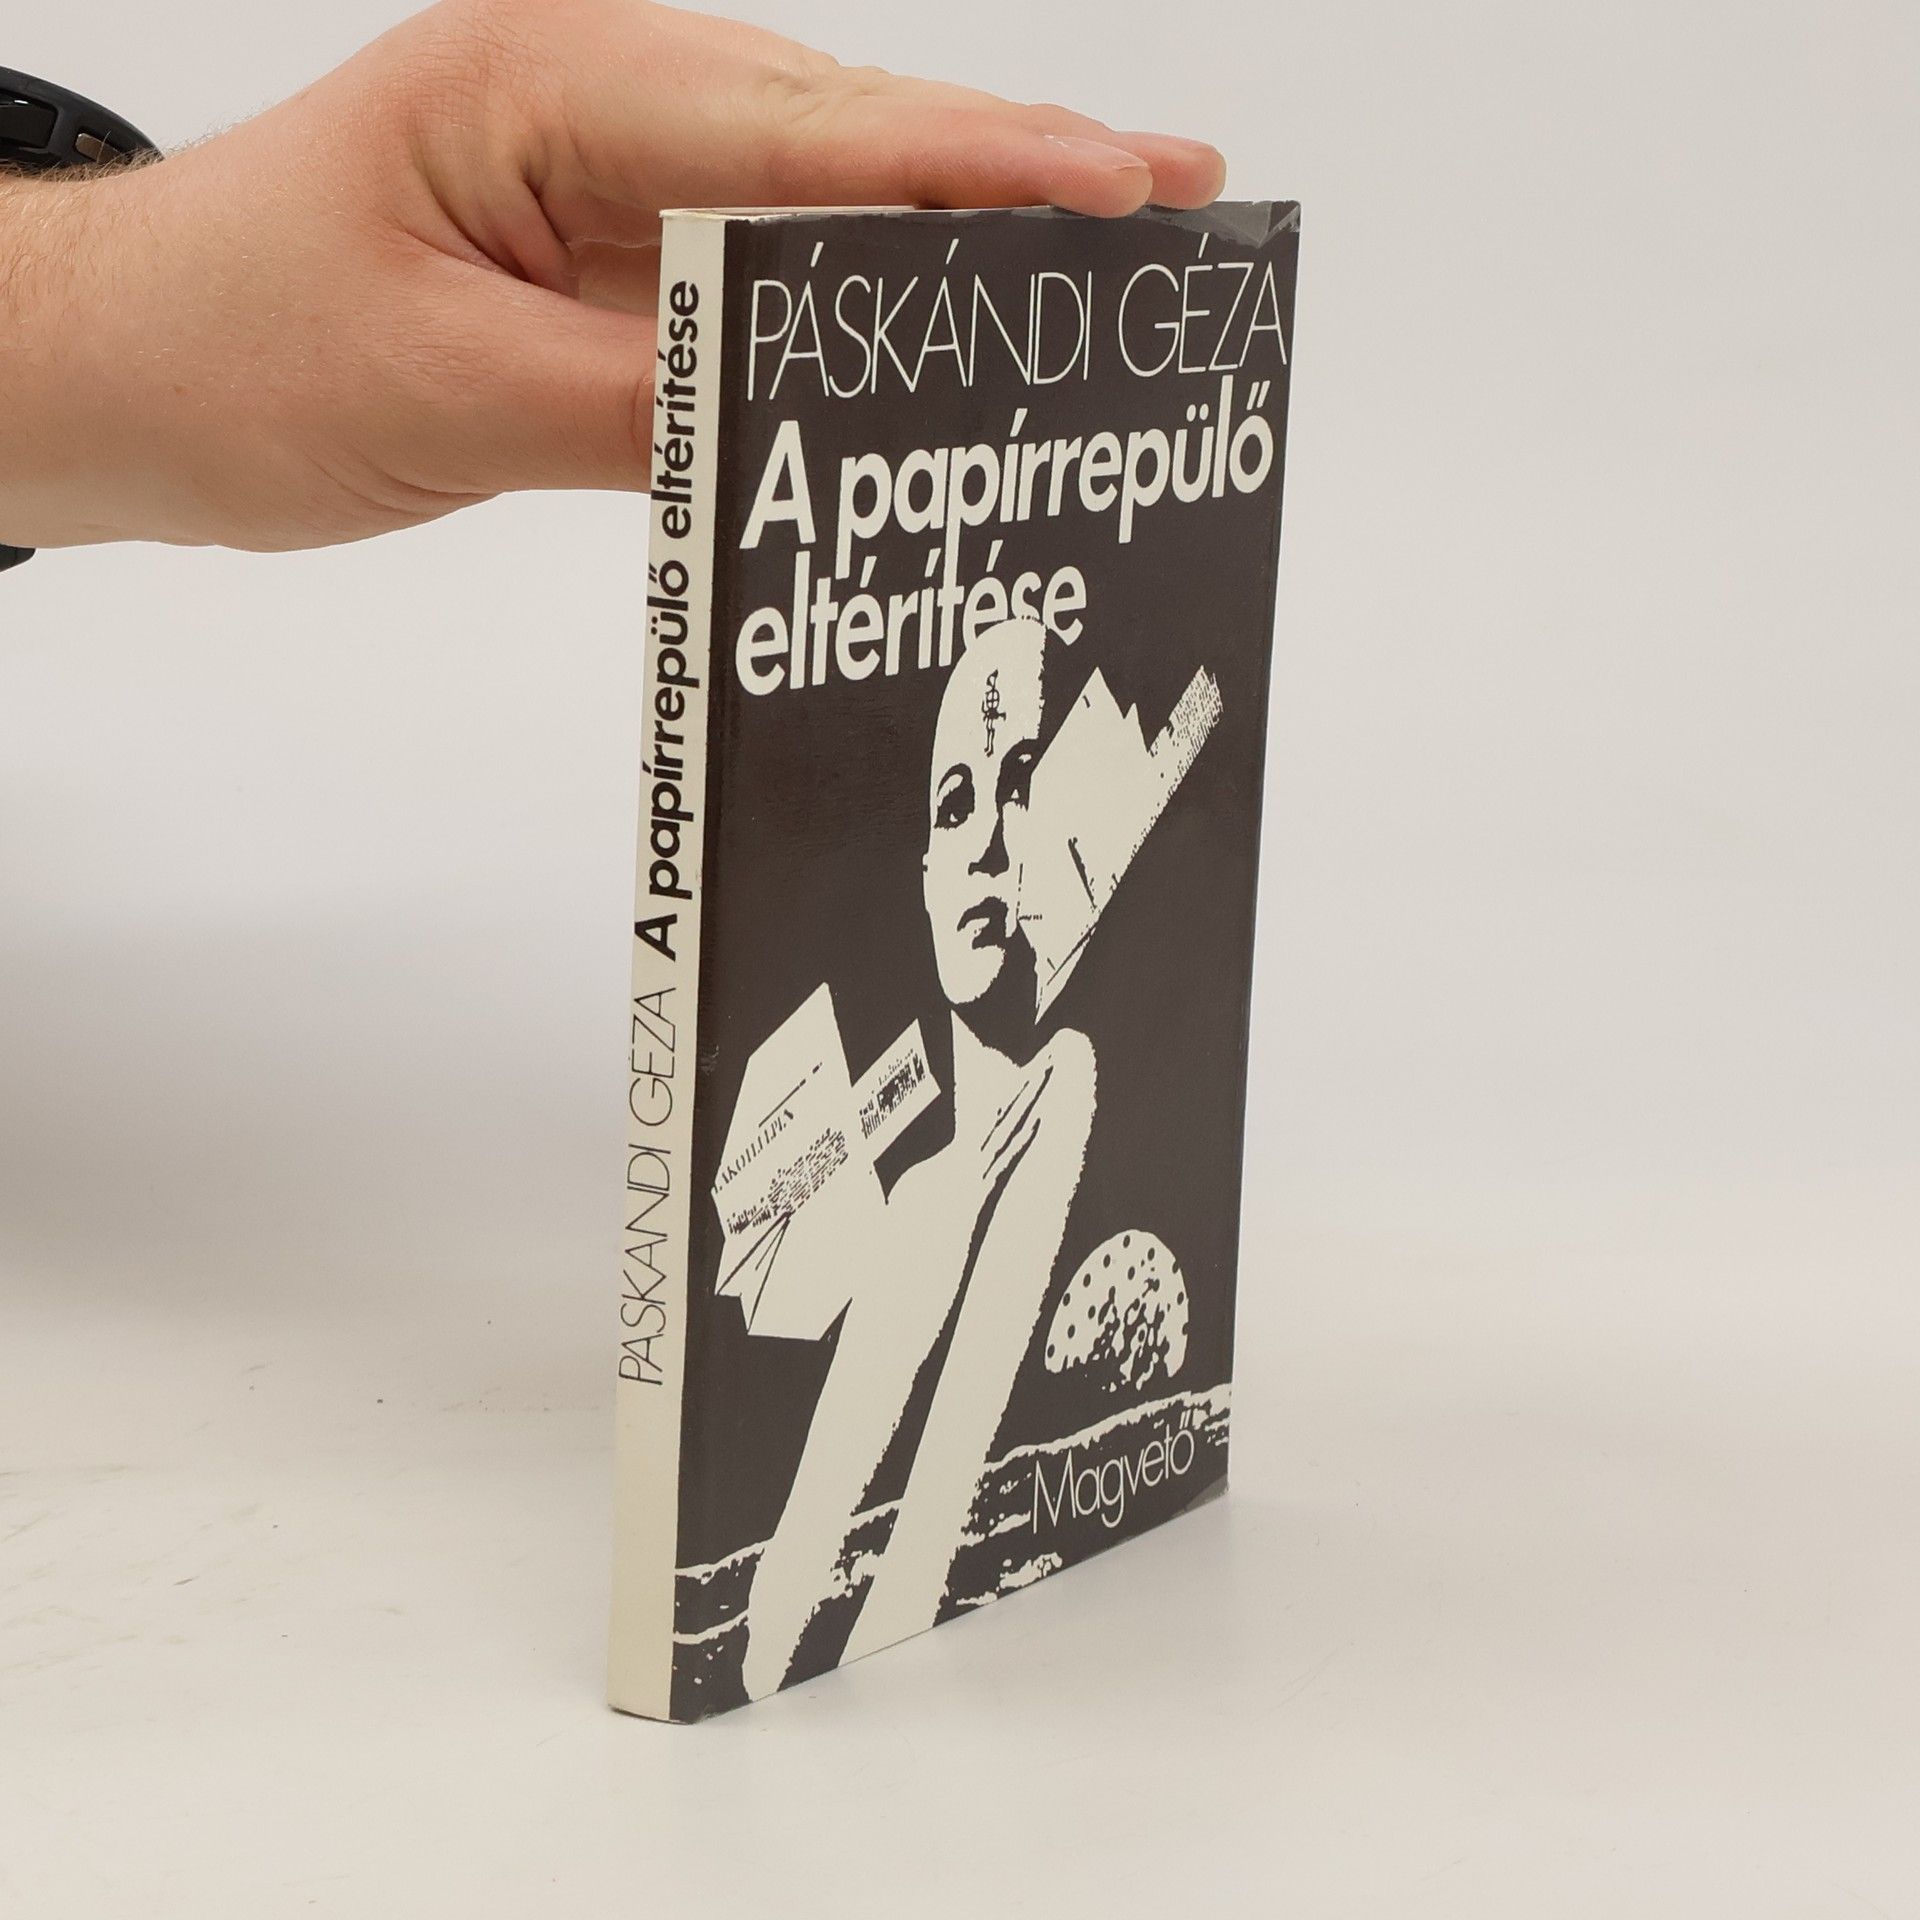 PÁSKÁNDI GÉZA
A papírrepülő
eltérítése
Magvető
PÁSKÁNDI GÉZA A papírrepülő eltérítése